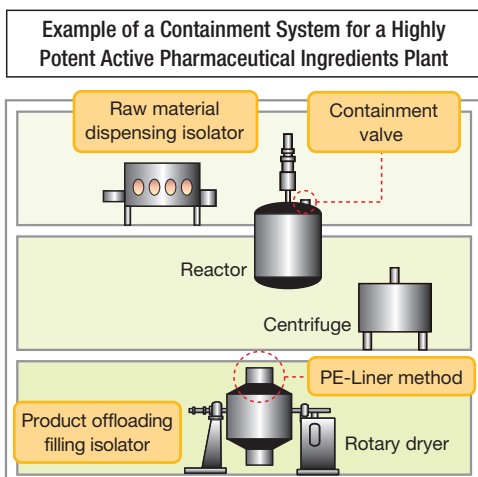 Example of a Containment System for a Highly
Potent Active Pharmaceutical Ingredients Plant
Raw material
dispensing isolator
Containment
valve
Reactor
Centrifuge
PE-Liner method
Product offloading
filling isolator
Rotary dryer